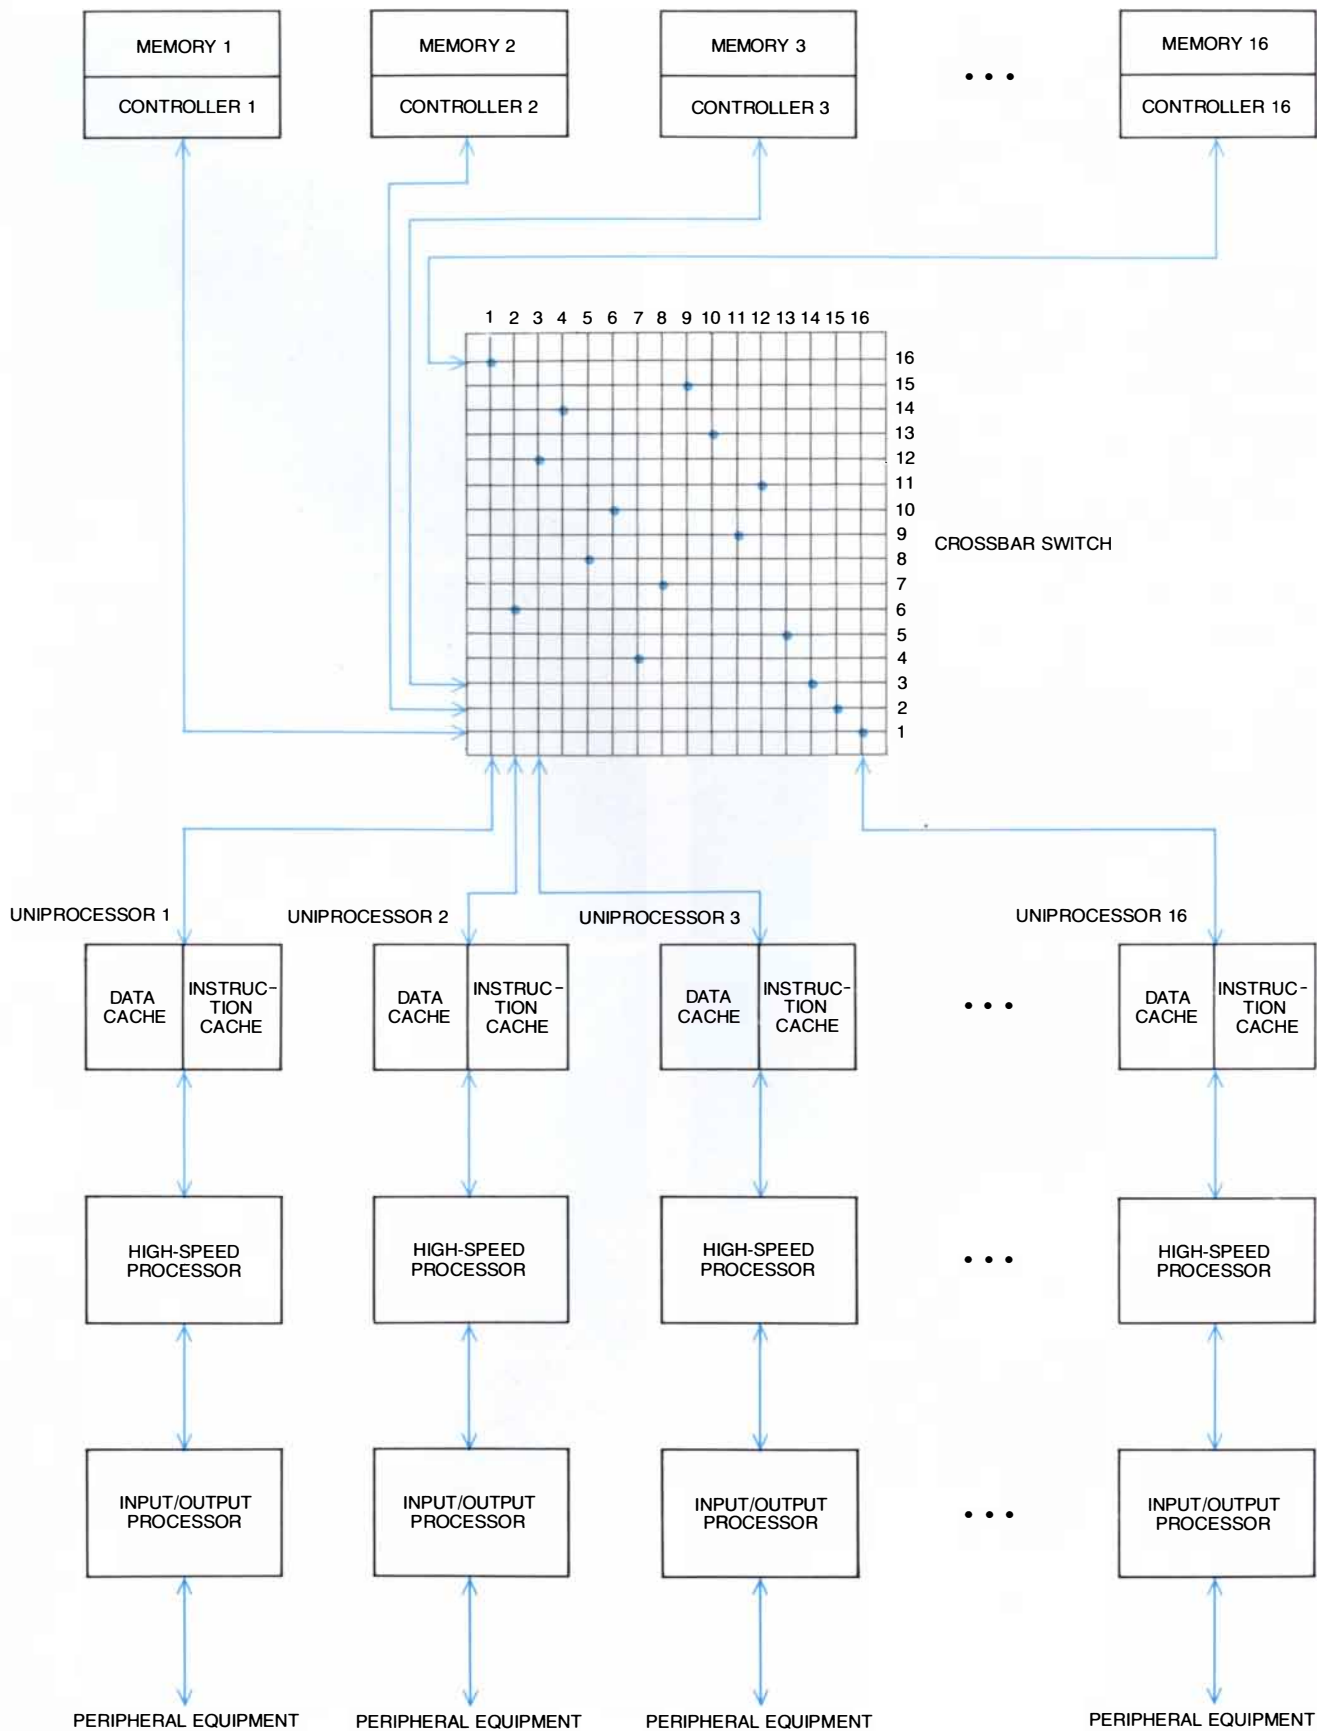 MEMORY 1
MEMORY 2
MEMORY 3
• • •
MEMORY 16
CONTROLLER 1
CONTROLLER 2
CONTROLLER 3
CONTROLLER 16
1 2 3 4 5 6 7 8 9 10 11 12 13 14 15 16
16
15
14
13
12
11
10
9
8
7
6
5
4
3
2
1
CROSSBAR SWITCH
UNIPROCESSOR 1
UNIPROCESSOR 2
UNIPROCESSOR 3
UNIPROCESSOR 16
DATA
CACHE
INSTRUC-
TION
CACHE
DATA
CACHE
INSTRUC-
TION
CACHE
DATA
CACHE
INSTRUC-
TION
CACHE
• • •
DATA
CACHE
INSTRUC-
TION
CACHE
HIGH-SPEED
PROCESSOR
HIGH-SPEED
PROCESSOR
HIGH-SPEED
PROCESSOR
• • •
HIGH-SPEED
PROCESSOR
INPUT/OUTPUT
PROCESSOR
INPUT/OUTPUT
PROCESSOR
INPUT/OUTPUT
PROCESSOR
• • •
INPUT/OUTPUT
PROCESSOR
PERIPHERAL EQUIPMENT
PERIPHERAL EQUIPMENT
PERIPHERAL EQUIPMENT
PERIPHERAL EQUIPMENT